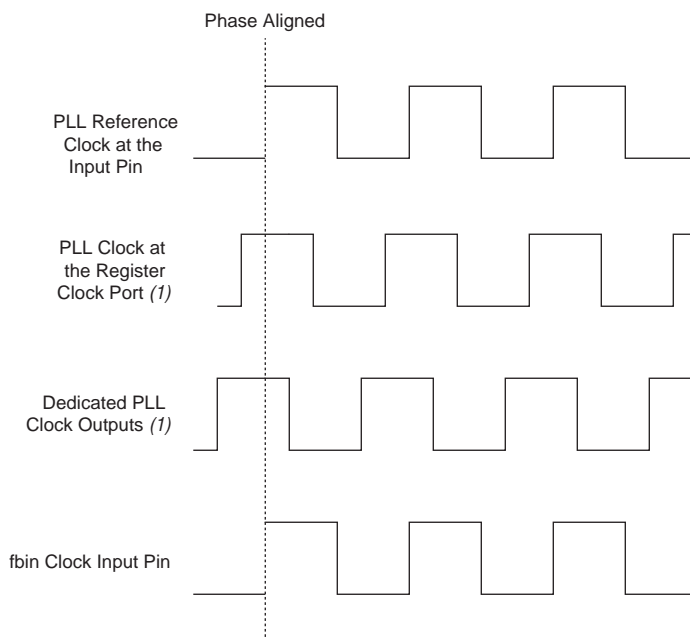 Phase Aligned
PLL Reference
Clock at the
Input Pin
PLL Clock at
the Register
Clock Port (1)
Dedicated PLL
Clock Outputs (1)
fbin Clock Input Pin